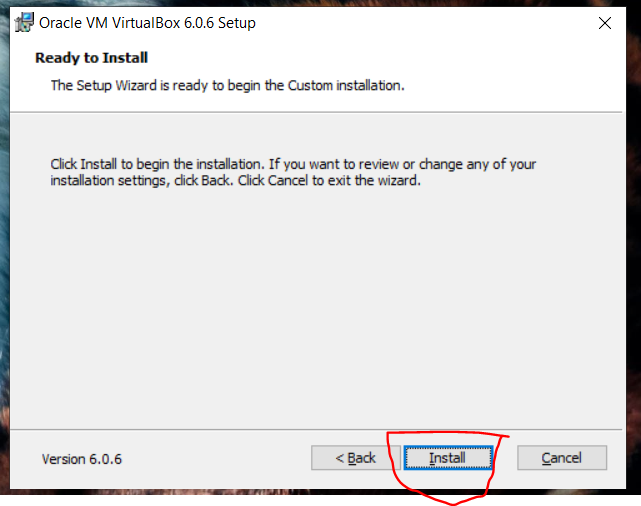 Oracle VM VirtualBox 6.0.6 Setup
Ready to Install
The Setup Wizard is ready to begin the Custom installation.
Click Install to begin the installation. If you want to review or change any of your
installation settings, click Back. Click Cancel to exit the wizard.
Version 6.0.6
< Back
Install
Cancel